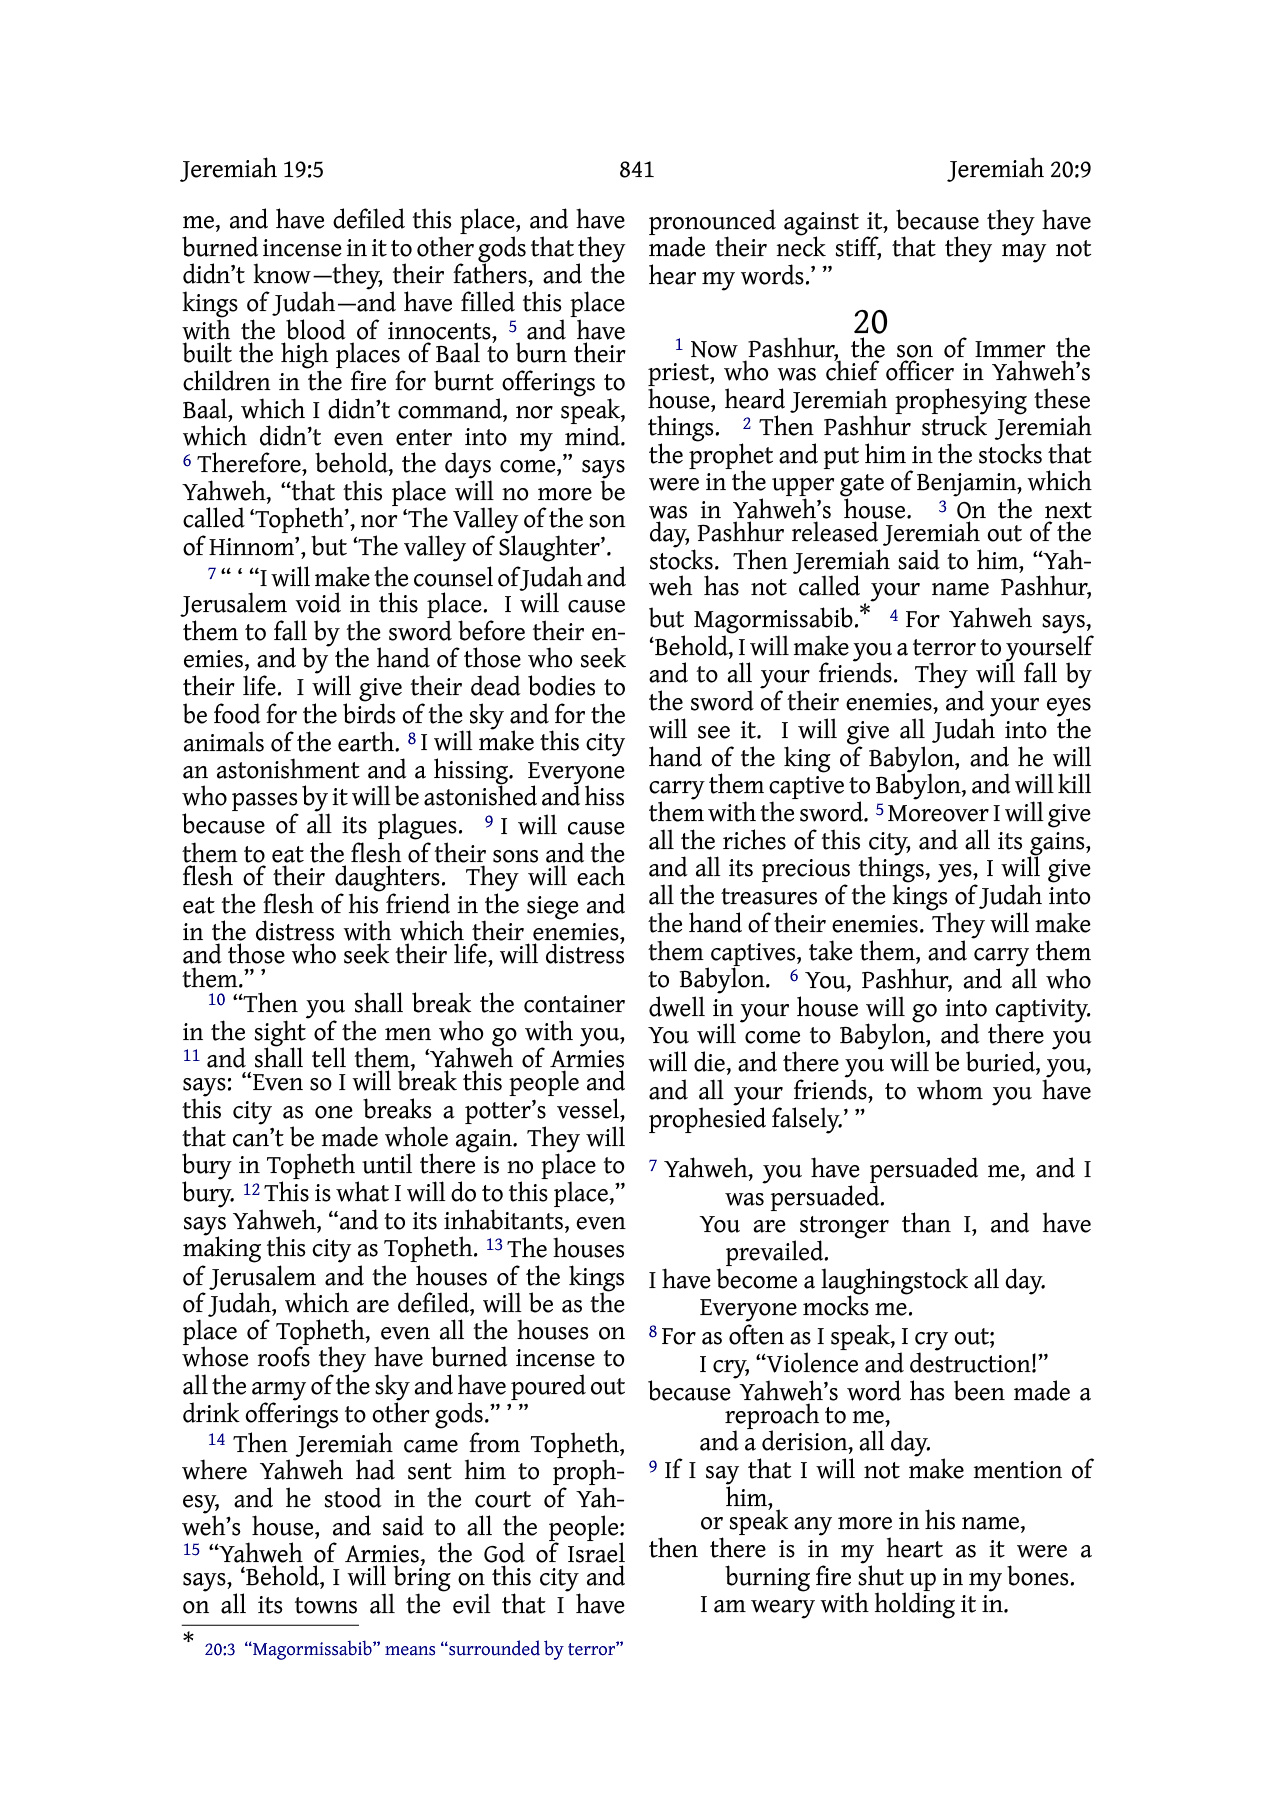 Jeremiah 19:5 841 Jeremiah 20:9
me, and have defiled this place, and have
burned incense in it to other gods that they
didn’t know—they, their fathers, and the
kings of Judah—and have filled this place
with the blood of innocents, 5 and have
built the high places of Baal to burn their
children in the fire for burnt offerings to
Baal, which I didn’t command, nor speak,
which didn’t even enter into my mind.
6 Therefore, behold, the days come,” says
Yahweh, “that this place will no more be
called ‘Topheth’, nor ‘The Valley of the son
of Hinnom’, but ‘The valley of Slaughter’.
7 “ ‘ “I will make the counsel of Judah and
Jerusalem void in this place. I will cause
them to fall by the sword before their en-
emies, and by the hand of those who seek
their life. I will give their dead bodies to
be food for the birds of the sky and for the
animals of the earth. 8 I will make this city
an astonishment and a hissing. Everyone
who passes by it will be astonished and hiss
because of all its plagues. 9 I will cause
them to eat the flesh of their sons and the
flesh of their daughters. They will each
eat the flesh of his friend in the siege and
in the distress with which their enemies,
and those who seek their life, will distress
them.” ’
10 “Then you shall break the container
in the sight of the men who go with you,
11 and shall tell them, ‘Yahweh of Armies
says: “Even so I will break this people and
this city as one breaks a potter’s vessel,
that can’t be made whole again. They will
bury in Topheth until there is no place to
bury. 12 This is what I will do to this place,”
says Yahweh, “and to its inhabitants, even
making this city as Topheth. 13 The houses
of Jerusalem and the houses of the kings
of Judah, which are defiled, will be as the
place of Topheth, even all the houses on
whose roofs they have burned incense to
all the army of the sky and have poured out
drink offerings to other gods.” ’ ”
14 Then Jeremiah came from Topheth,
where Yahweh had sent him to proph-
esy, and he stood in the court of Yah-
weh’s house, and said to all the people:
15 “Yahweh of Armies, the God of Israel
says, ‘Behold, I will bring on this city and
on all its towns all the evil that I have
pronounced against it, because they have
made their neck stiff, that they may not
hear my words.’ ”
20
1 Now Pashhur, the son of Immer the
priest, who was chief officer in Yahweh’s
house, heard Jeremiah prophesying these
things. 2 Then Pashhur struck Jeremiah
the prophet and put him in the stocks that
were in the upper gate of Benjamin, which
was in Yahweh’s house. 3 On the next
day, Pashhur released Jeremiah out of the
stocks. Then Jeremiah said to him, “Yah-
weh has not called your name Pashhur,
but Magormissabib.* 4 For Yahweh says,
‘Behold, I will make you a terror to yourself
and to all your friends. They will fall by
the sword of their enemies, and your eyes
will see it. I will give all Judah into the
hand of the king of Babylon, and he will
carry them captive to Babylon, and will kill
them with the sword. 5 Moreover I will give
all the riches of this city, and all its gains,
and all its precious things, yes, I will give
all the treasures of the kings of Judah into
the hand of their enemies. They will make
them captives, take them, and carry them
to Babylon. 6 You, Pashhur, and all who
dwell in your house will go into captivity.
You will come to Babylon, and there you
will die, and there you will be buried, you,
and all your friends, to whom you have
prophesied falsely.’ ”
7 Yahweh, you have persuaded me, and I
was persuaded.
You are stronger than I, and have
prevailed.
I have become a laughingstock all day.
Everyone mocks me.
8 For as often as I speak, I cry out;
I cry, “Violence and destruction!”
because Yahweh’s word has been made a
reproach to me,
and a derision, all day.
9 If I say that I will not make mention of
him,
or speak any more in his name,
then there is in my heart as it were a
burning fire shut up in my bones.
I am weary with holding it in.
* 20:3 “Magormissabib” means “surrounded by terror”